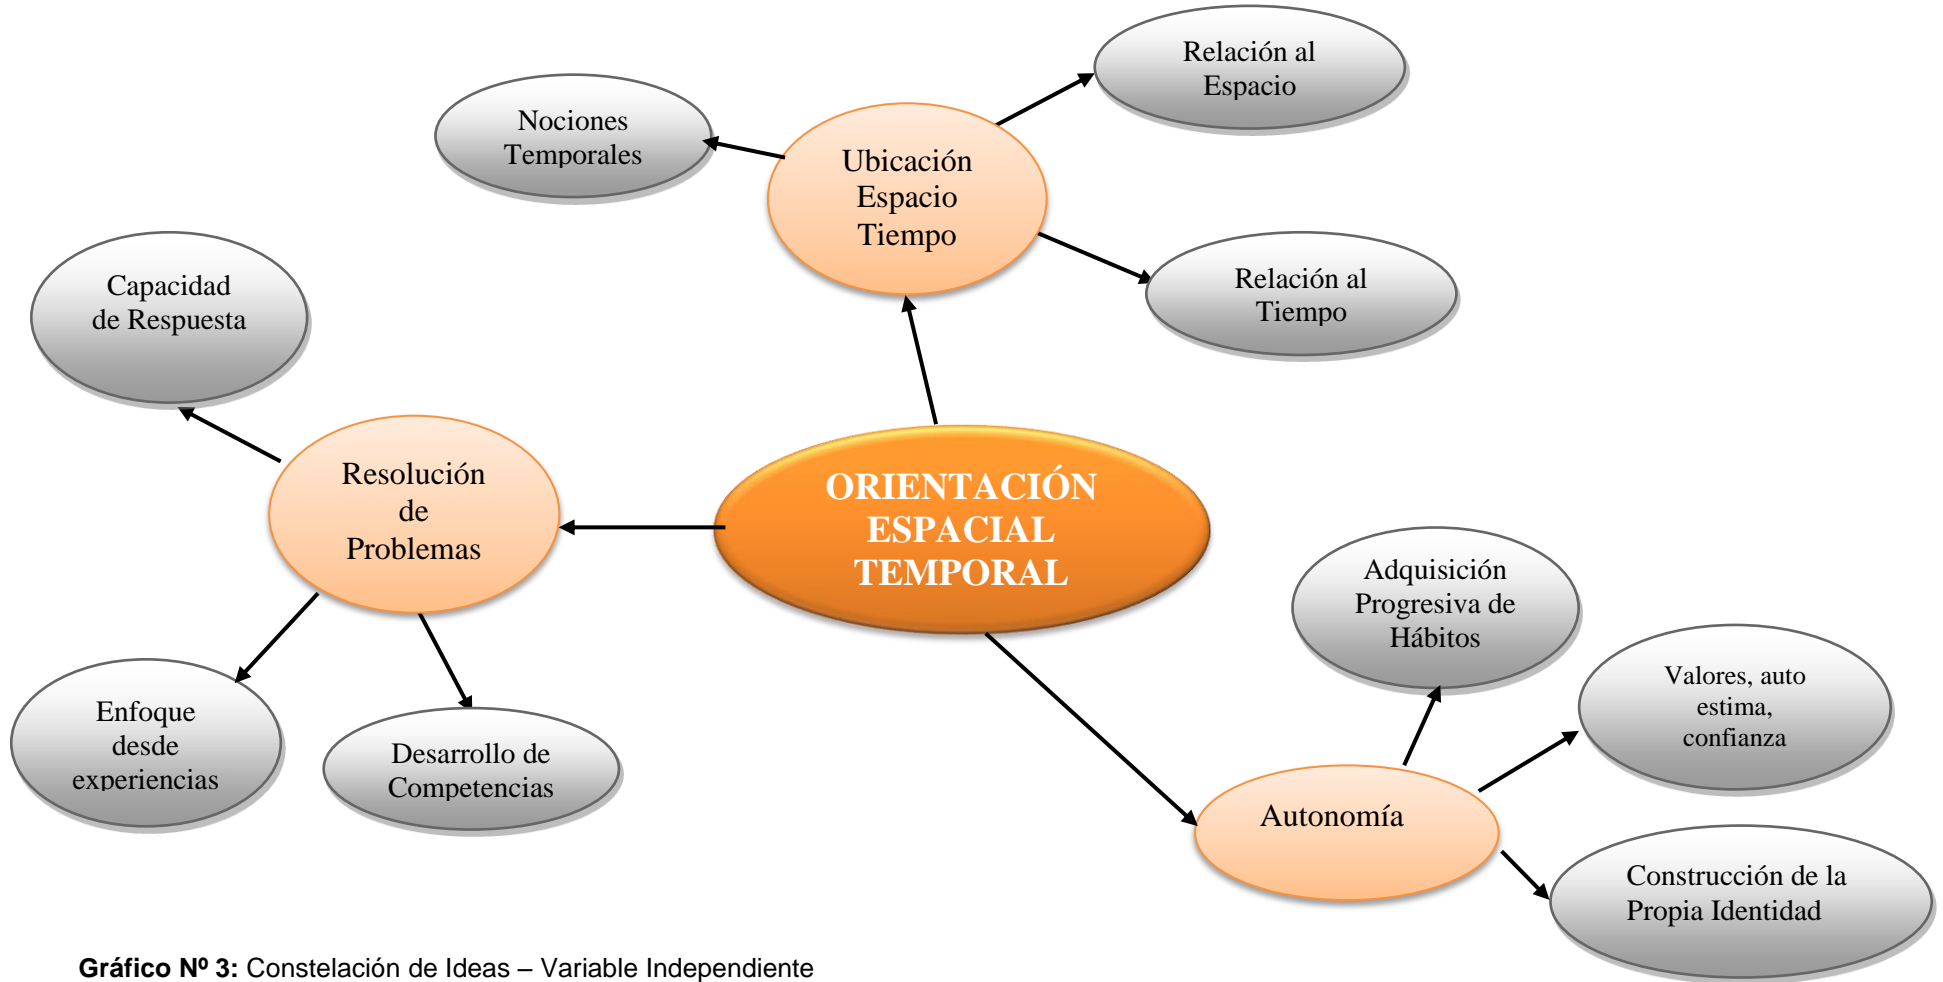 Relación al
Espacio
Nociones
Temporales
Ubicación
Espacio
Tiempo
Relación al
Tiempo
Capacidad
de Respuesta
Resolución
de
Problemas
ORIENTACIÓN
ESPACIAL
TEMPORAL
Adquisición
Progresiva de
Hábitos
Valores, auto
estima,
confianza
Enfoque
desde
experiencias
Desarrollo de
Competencias
Autonomía
Construcción de la
Propia Identidad
Gráfico Nº 3: Constelación de Ideas – Variable Independiente